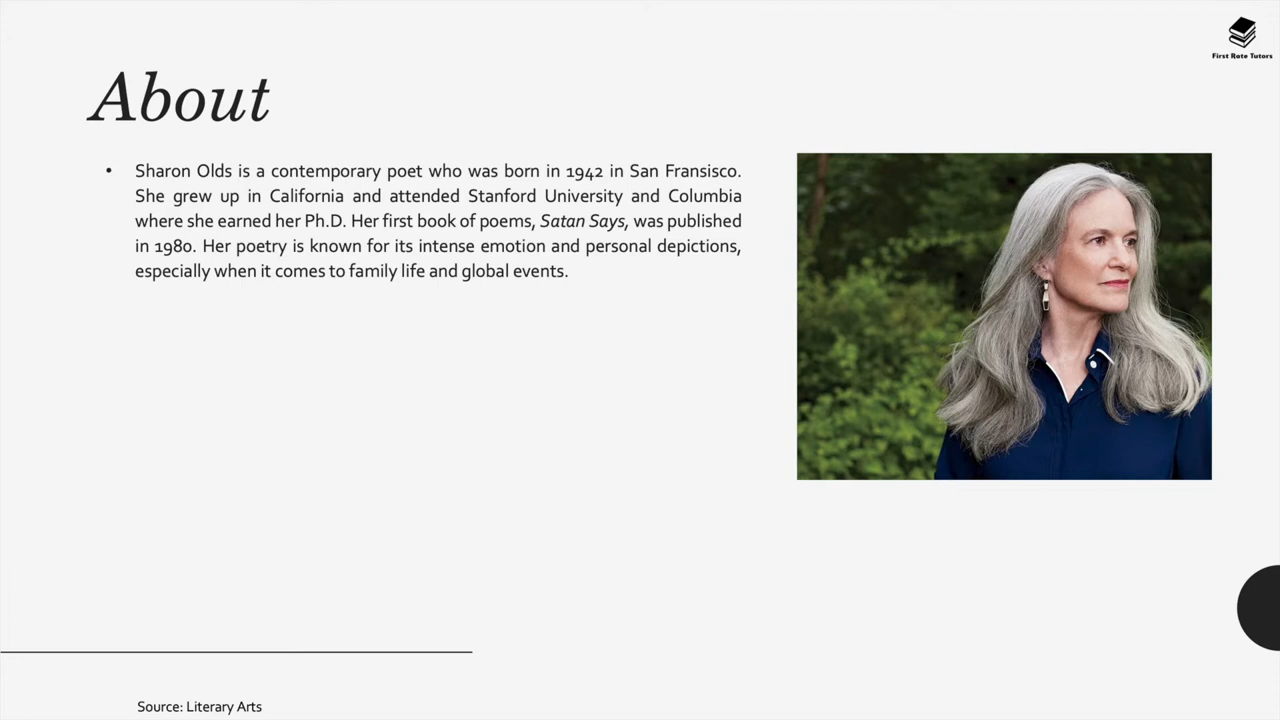 First Rate Tutors
About
• Sharon Olds is a contemporary poet who was born in 1942 in San Fransisco.
She grew up in California and attended Stanford University and Columbia
where she earned her Ph.D. Her first book of poems, Satan Says, was published
in 1980. Her poetry is known for its intense emotion and personal depictions,
especially when it comes to family life and global events.
Source: Literary Arts